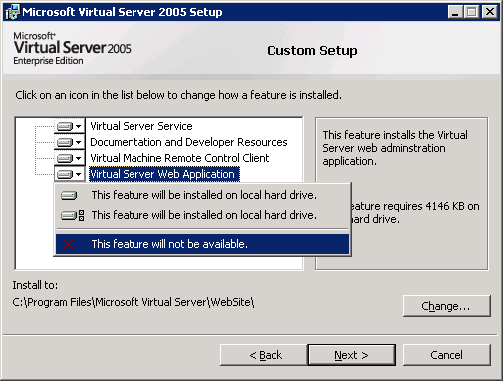 Microsoft Virtual Server 2005 Setup
Microsoft®
Virtual Server 2005
Enterprise Edition
Custom Setup
Click on an icon in the list below to change how a feature is installed.
Virtual Server Service
Documentation and Developer Resources
Virtual Machine Remote Control Client
Virtual Server Web Application
This feature will be installed on local hard drive.
This feature will be installed on local hard drive.
This feature will not be available.
This feature installs the Virtual
Server web adminstration
application.
eature requires 4146 KB on
hard drive.
Install to:
C:\Program Files\Microsoft Virtual Server\WebSite\
Change...
< Back
Next >
Cancel